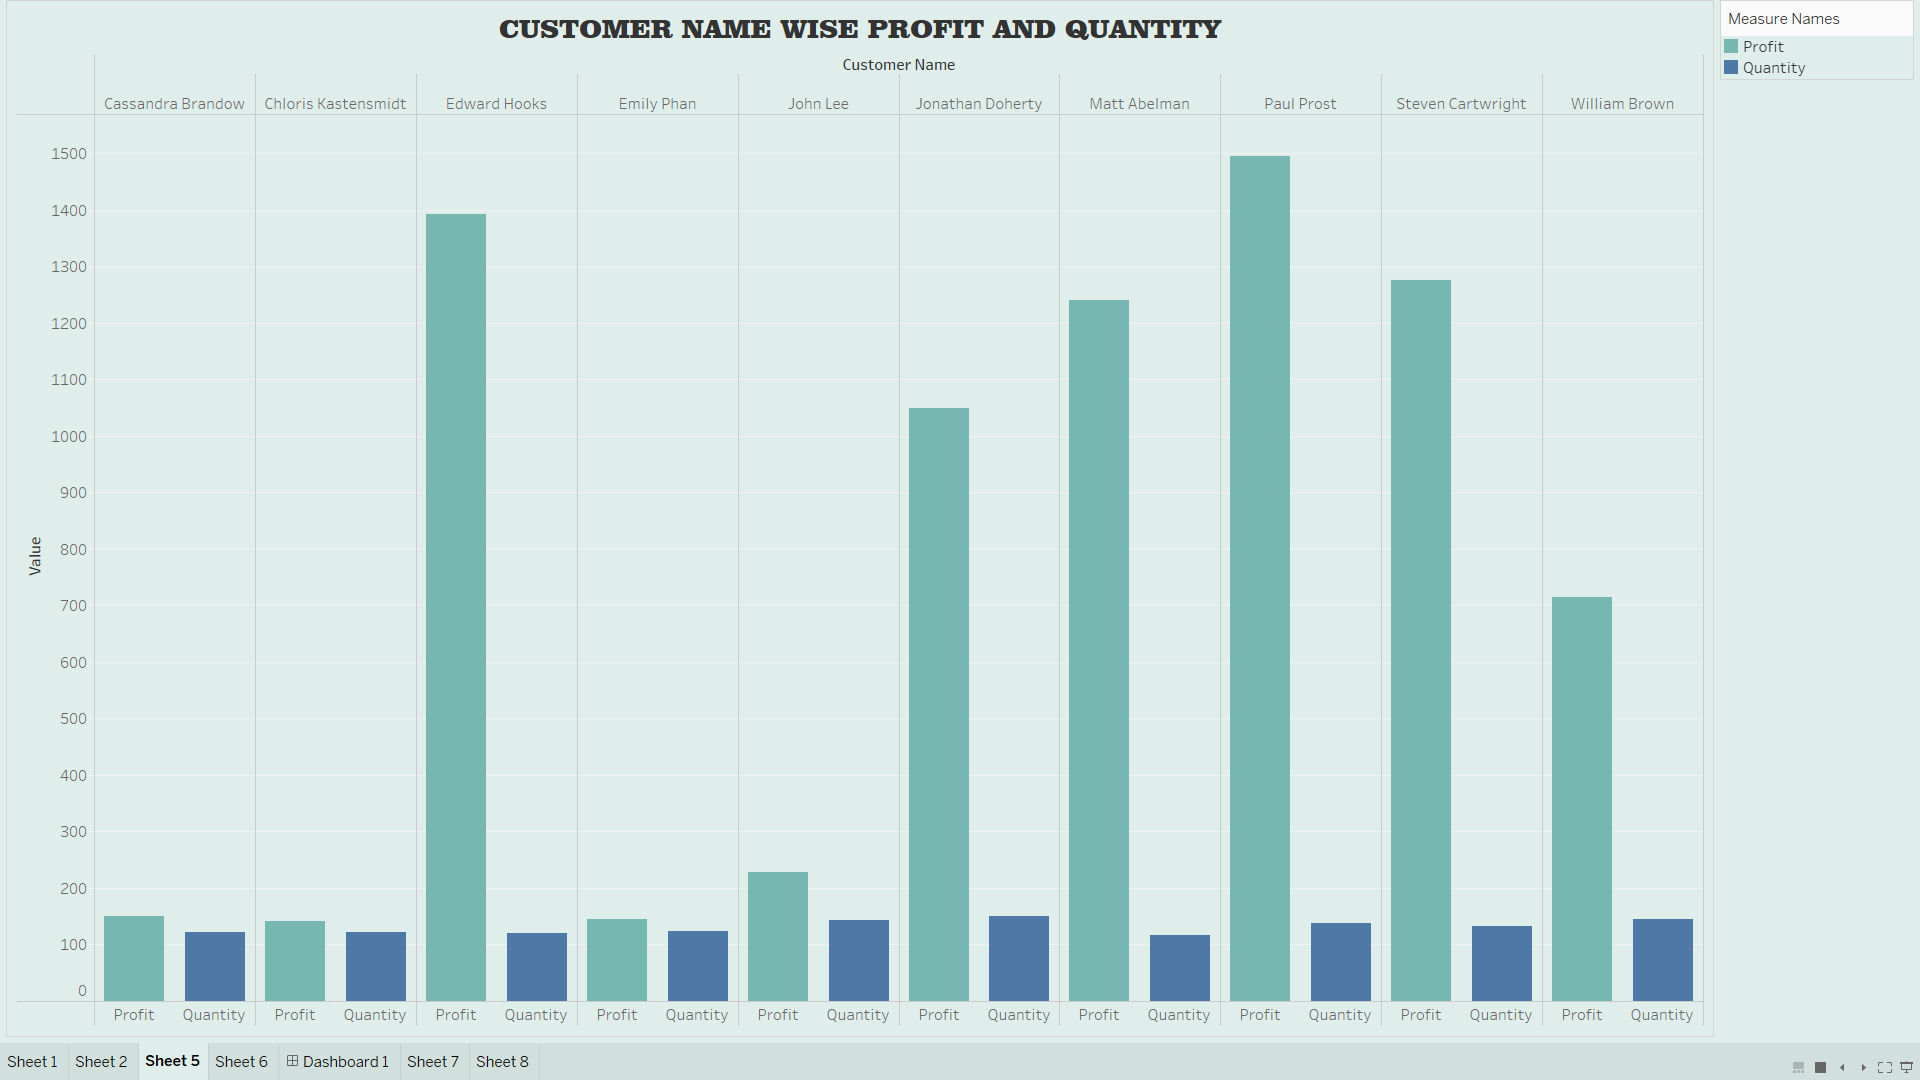 CUSTOMER NAME WISE PROFIT AND QUANTITY
Measure Names
Profit
Quantity
Customer Name
Cassandra Brandow Chloris Kastensmidt Edward Hooks Emily Phan John Lee Jonathan Doherty Matt Abelman Paul Prost Steven Cartwright William Brown
1500
1400
1300
1200
1100
1000
900
800
700
600
500
400
300
200
100
0
Value
Profit Quantity Profit Quantity Profit Quantity Profit Quantity Profit Quantity Profit Quantity Profit Quantity Profit Quantity Profit Quantity Profit Quantity
Sheet 1 Sheet 2 Sheet 5 Sheet 6 Dashboard 1 Sheet 7 Sheet 8